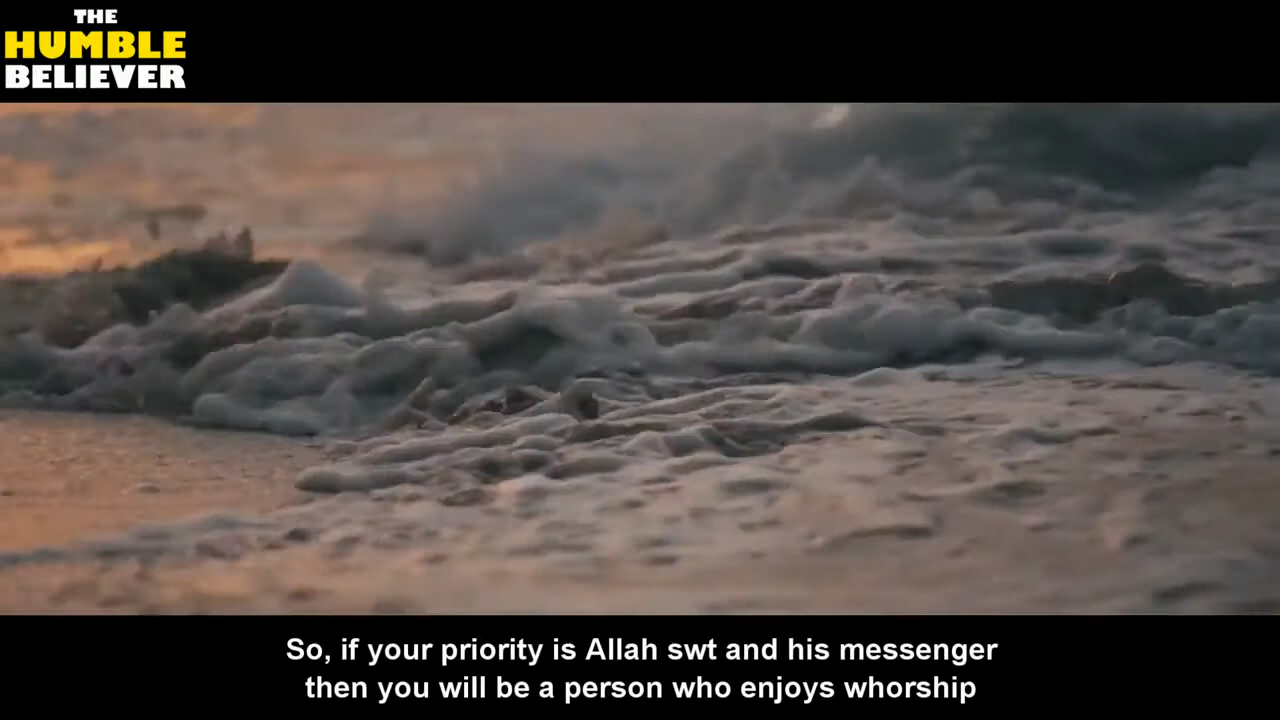 THE
HUMBLE
BELIEVER
So, if your priority is Allah swt and his messenger
then you will be a person who enjoys whorship